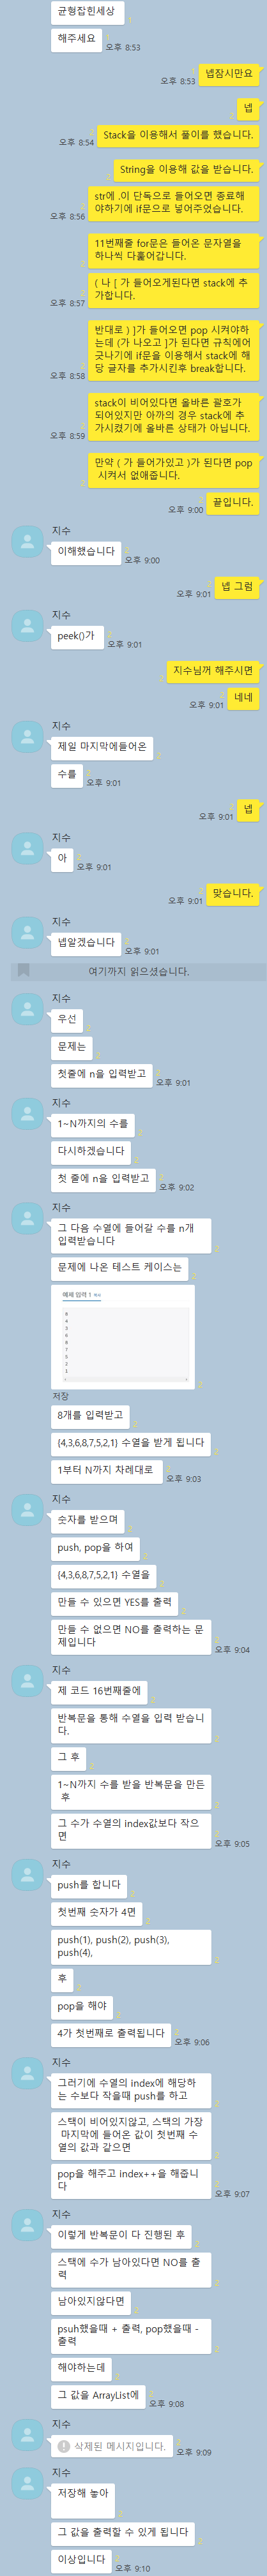 균형잡힌세상
해주세요
오후 8:53
넵잠시만요
오후 8:53
넵
Stack을 이용해서 풀이를 했습니다.
오후 8:54
String을 이용해 값을 받습니다.
str에 .이 단독으로 들어오면 종료해
야하기에 if문으로 넣어주었습니다.
오후 8:56
11번째줄 for문은 들어온 문자열을
하나씩 다훑어갑니다.
( 나 [ 가 들어오게된다면 stack에 추
가합니다.
오후 8:57
반대로 ) ]가 들어오면 pop 시켜야하
는데 (가 나오고 ]가 된다면 규칙에어
긋나기에 if문을 이용해서 stack에 해
당 글자를 추가시킨후 break합니다.
오후 8:58
stack이 비어있다면 올바른 괄호가
되어있지만 아까의 경우 stack에 추
가시켰기에 올바른 상태가 아닙니다.
오후 8:59
만약 ( 가 들어가있고 )가 된다면 pop
시켜서 없애줍니다.
끝입니다.
오후 9:00
지수
이해했습니다
오후 9:00
넵 그럼
오후 9:01
지수
peek()가
오후 9:01
지수님꺼 해주시면
네네
오후 9:01
지수
제일 마지막에들어온
수를
오후 9:01
넵
오후 9:01
지수
아
오후 9:01
맞습니다.
오후 9:01
지수
넵알겠습니다
오후 9:01
여기까지 읽으셨습니다.
지수
우선
문제는
첫줄에 n을 입력받고
오후 9:01
지수
1~N까지의 수를
다시하겠습니다
첫 줄에 n을 입력받고
오후 9:02
지수
그 다음 수열에 들어갈 수를 n개
입력받습니다
문제에 나온 테스트 케이스는
예제 입력 1 복사
8
4
3
6
8
7
5
2
1
저장
8개를 입력받고
{4,3,6,8,7,5,2,1} 수열을 받게 됩니다
1부터 N까지 차례대로
오후 9:03
지수
숫자를 받으며
push, pop을 하여
{4,3,6,8,7,5,2,1} 수열을
만들 수 있으면 YES를 출력
만들 수 없으면 NO를 출력하는 문
제입니다
오후 9:04
지수
제 코드 16번째줄에
반복문을 통해 수열을 입력 받습니
다.
그 후
1~N까지 수를 받을 반복문을 만든
후
그 수가 수열의 index값보다 작으
면
오후 9:05
지수
push를 합니다
첫번째 숫자가 4면
push(1), push(2), push(3),
push(4),
후
pop을 해야
4가 첫번째로 출력됩니다
오후 9:06
지수
그러기에 수열의 index에 해당하
는 수보다 작을때 push를 하고
스택이 비어있지않고, 스택의 가장
마지막에 들어온 값이 첫번째 수
열의 값과 같으면
pop을 해주고 index++을 해줍니
다
오후 9:07
지수
이렇게 반복문이 다 진행된 후
스택에 수가 남아있다면 NO를 출
력
남아있지않다면
psuh했을때 + 출력, pop했을때 -
출력
해야하는데
그 값을 ArrayList에
오후 9:08
지수
삭제된 메시지입니다.
오후 9:09
지수
저장해 놓아
그 값을 출력할 수 있게 됩니다
이상입니다
오후 9:10